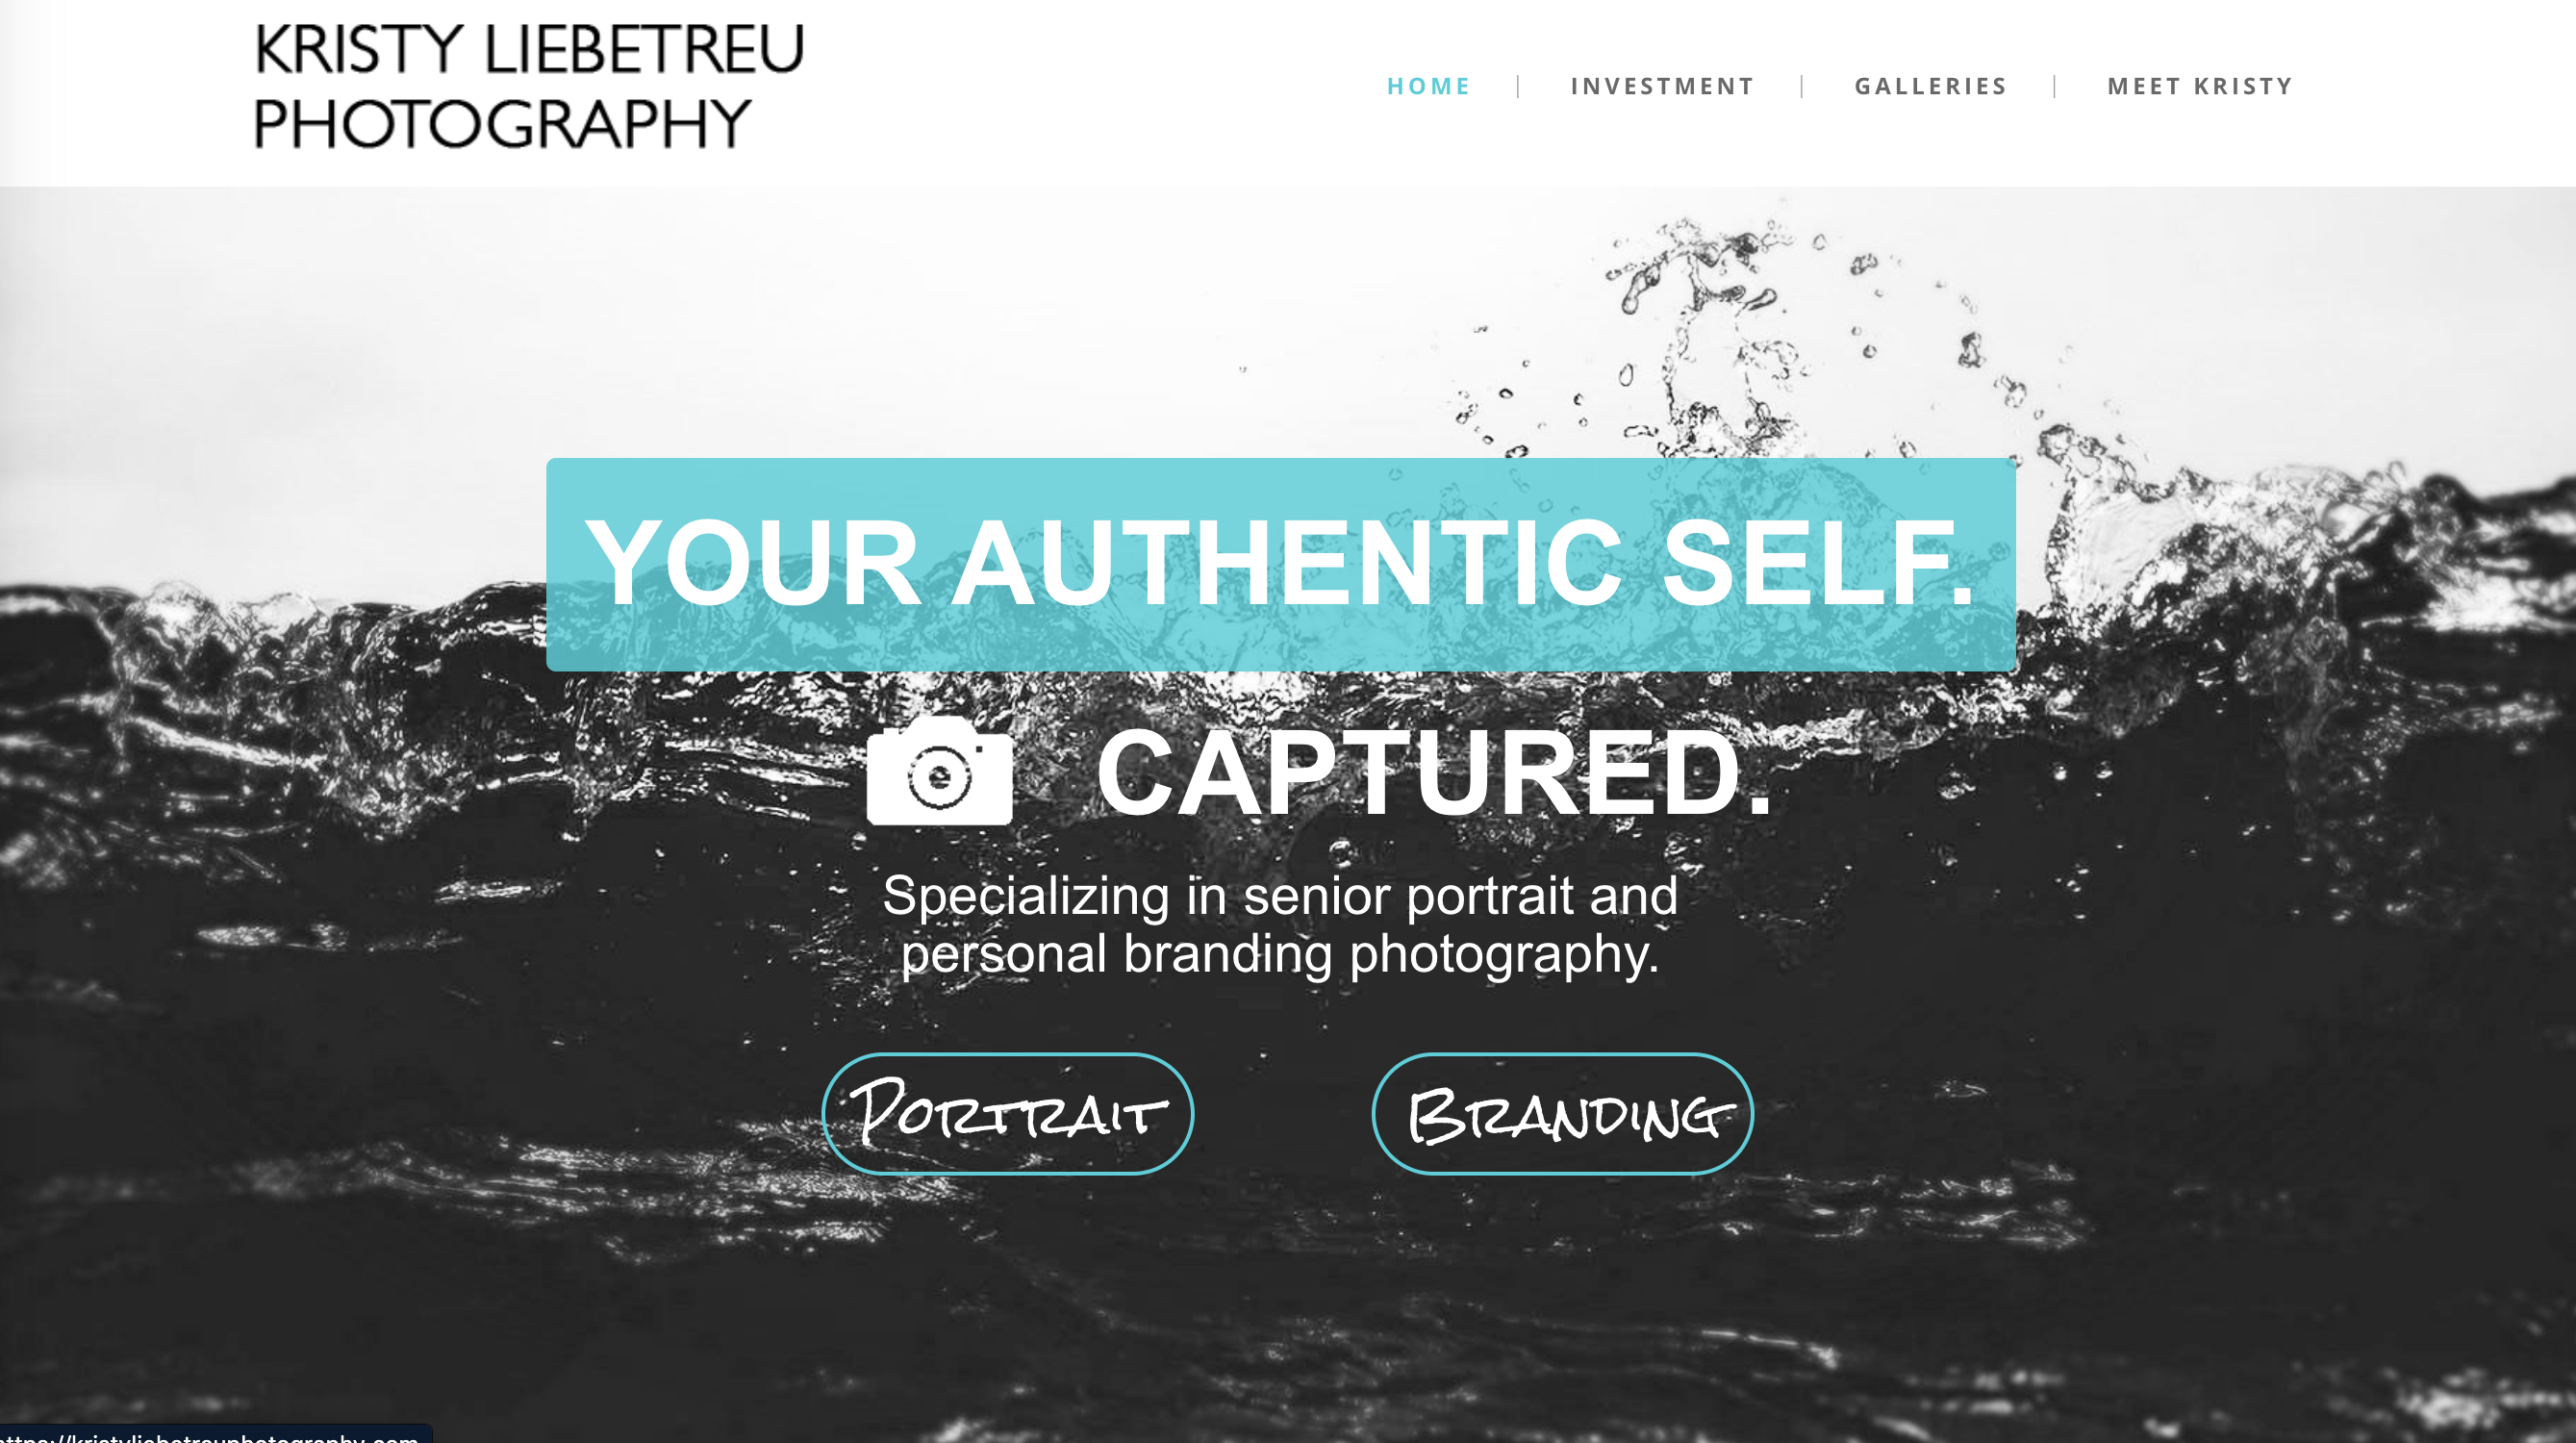 KRISTY LIEBETREU
PHOTOGRAPHY
HOME
INVESTMENT
GALLERIES
MEET KRISTY
YOUR AUTHENTIC SELF.
CAPTURED.
Specializing in senior portrait and
personal branding photography.
PORTRAIT
BRANDING